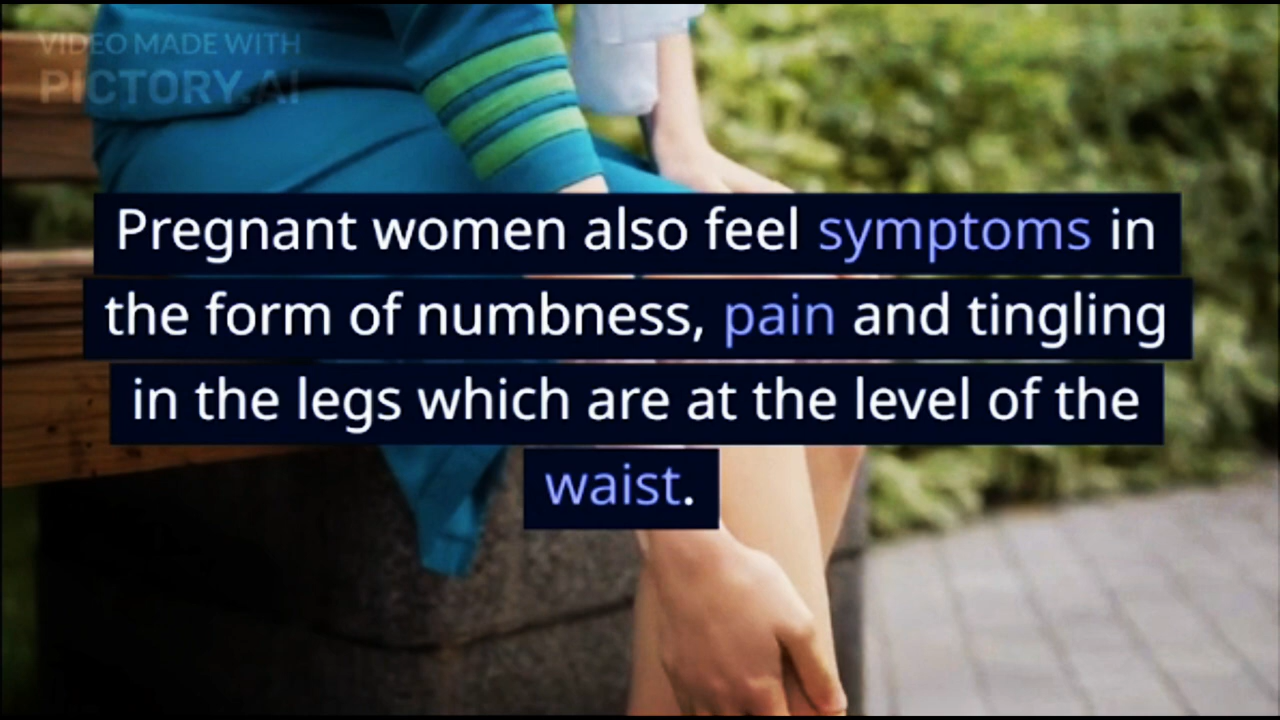 VIDEO MADE WITH
PICTORY.AI
Pregnant women also feel symptoms in
the form of numbness, pain and tingling
in the legs which are at the level of the
waist.